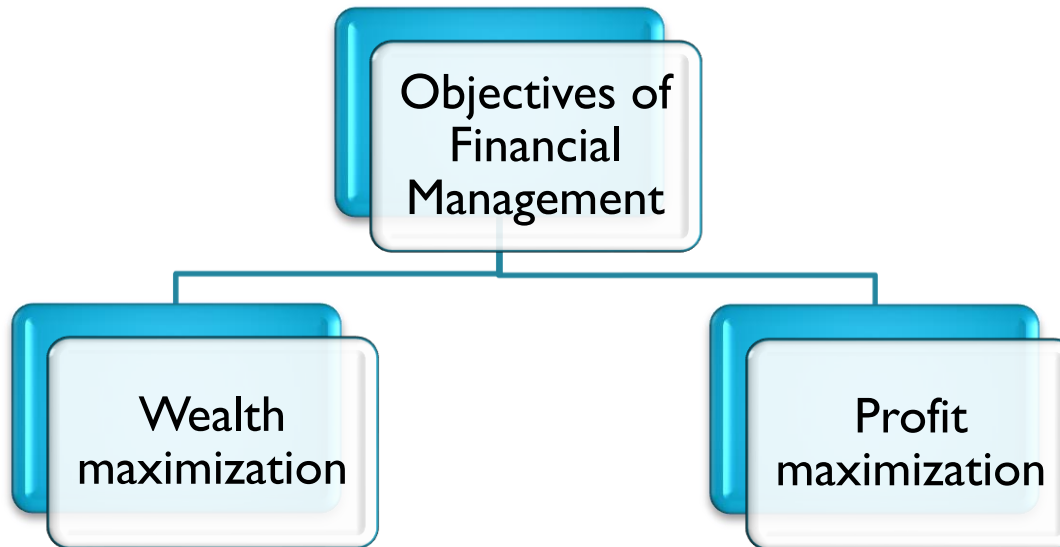 Objectives of
Financial
Management
Wealth
maximization
Profit
maximization